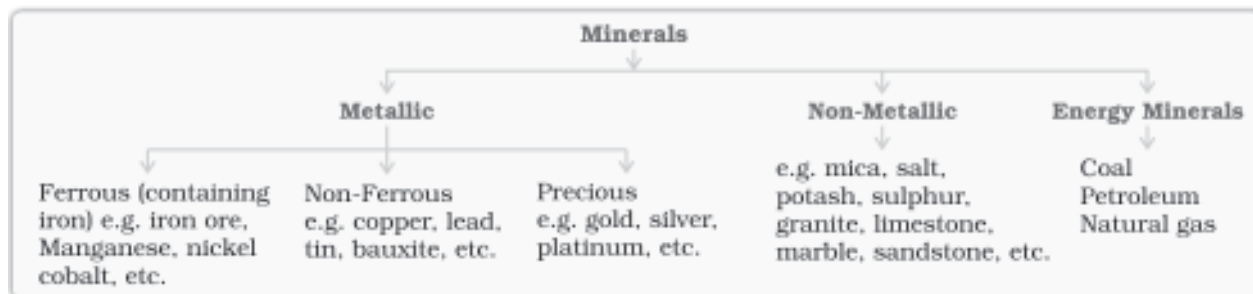 Minerals
Metallic
Non-Metallic
Energy Minerals
Ferrous (containing
iron) e.g. iron ore,
Manganese, nickel
cobalt, etc.
Non-Ferrous
e.g. copper, lead,
tin, bauxite, etc.
Precious
e.g. gold, silver,
platinum, etc.
e.g. mica, salt,
potash, sulphur,
granite, limestone,
marble, sandstone, etc.
Coal
Petroleum
Natural gas